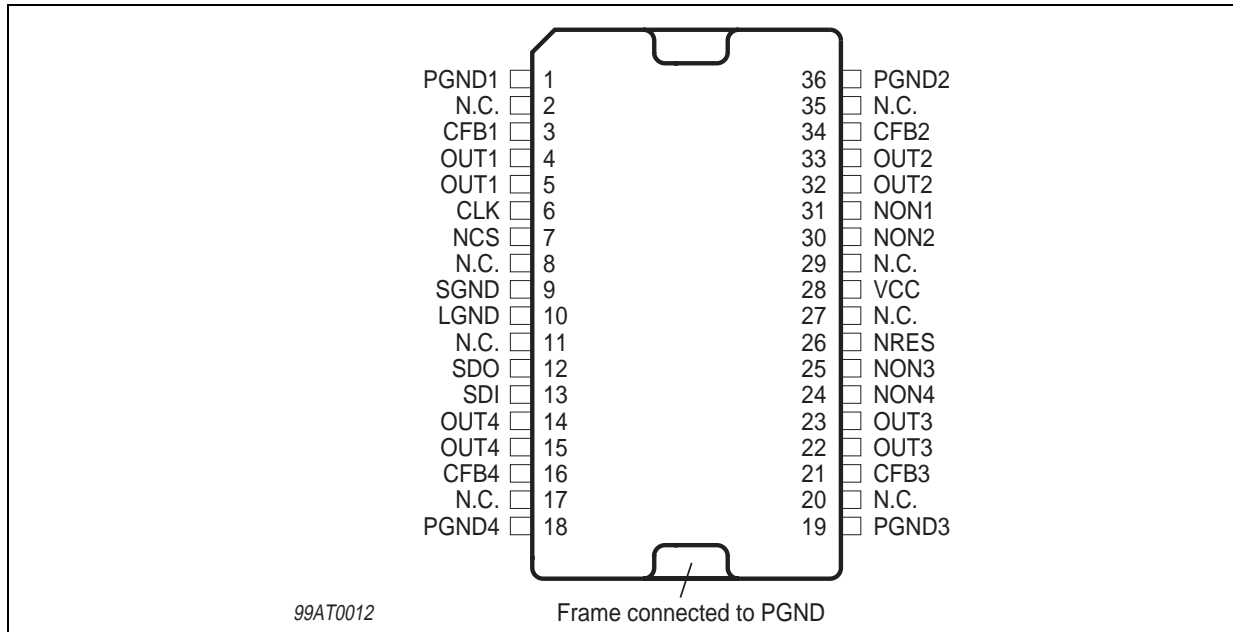 PGND1 1 36 PGND2
N.C. 2 35 N.C.
CFB1 3 34 CFB2
OUT1 4 33 OUT2
OUT1 5 32 OUT2
CLK 6 31 NON1
NCS 7 30 NON2
N.C. 8 29 N.C.
SGND 9 28 VCC
LGND 10 27 N.C.
N.C. 11 26 NRES
SDO 12 25 NON3
SDI 13 24 NON4
OUT4 14 23 OUT3
OUT4 15 22 OUT3
CFB4 16 21 CFB3
N.C. 17 20 N.C.
PGND4 18 19 PGND3
99AT0012 Frame connected to PGND